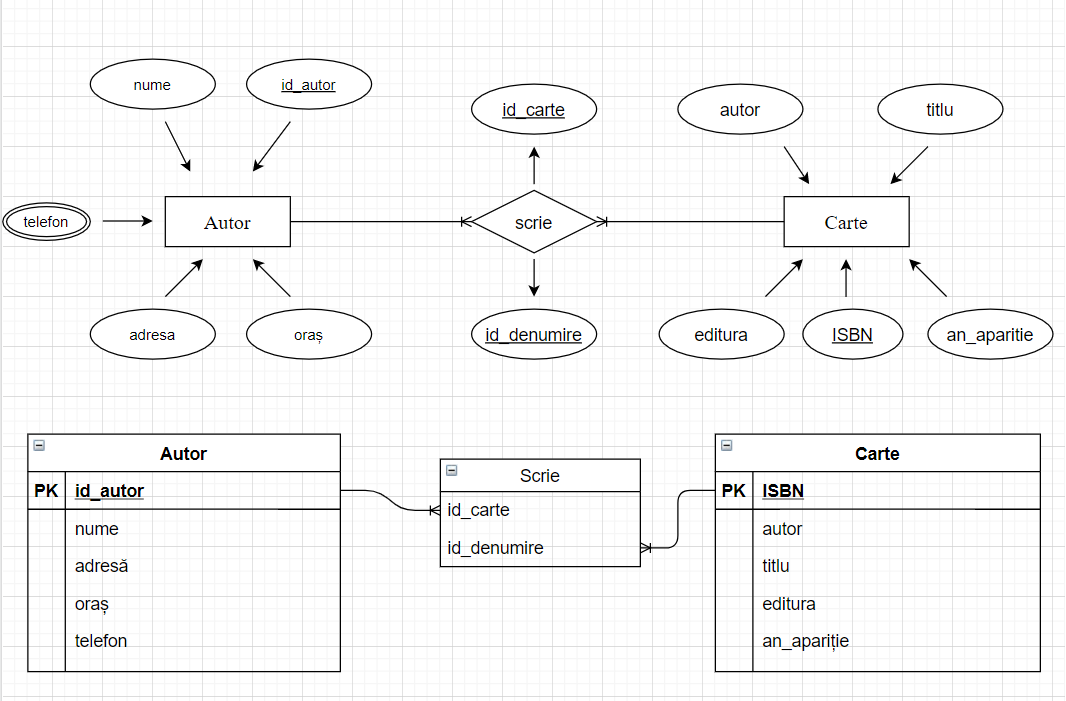 nume
id_autor
id_carte
autor
titlu
telefon
Autor
scrie
Carte
adresa
oraș
id_denumire
editura
ISBN
an_aparitie
Autor
PK id_autor
nume
adresă
oraș
telefon
Scrie
id_carte
id_denumire
Carte
PK ISBN
autor
titlu
editura
an_apariție